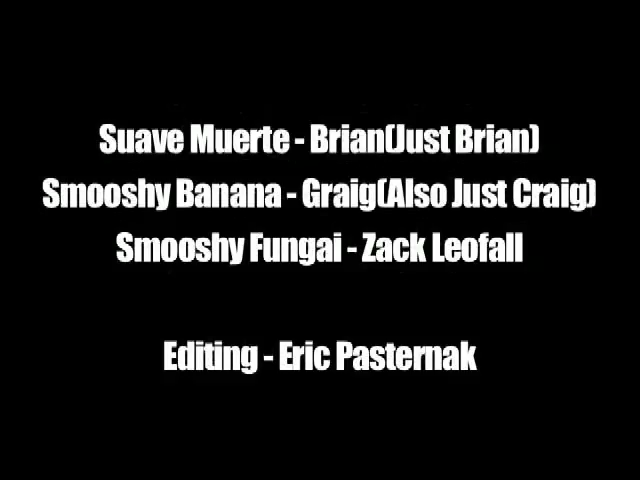 Suave Muerte - Brian(Just Brian)
Smooshy Banana - Graig(Also Just Craig)
Smooshy Fungai - Zack Leofall
Editing - Eric Pasternak